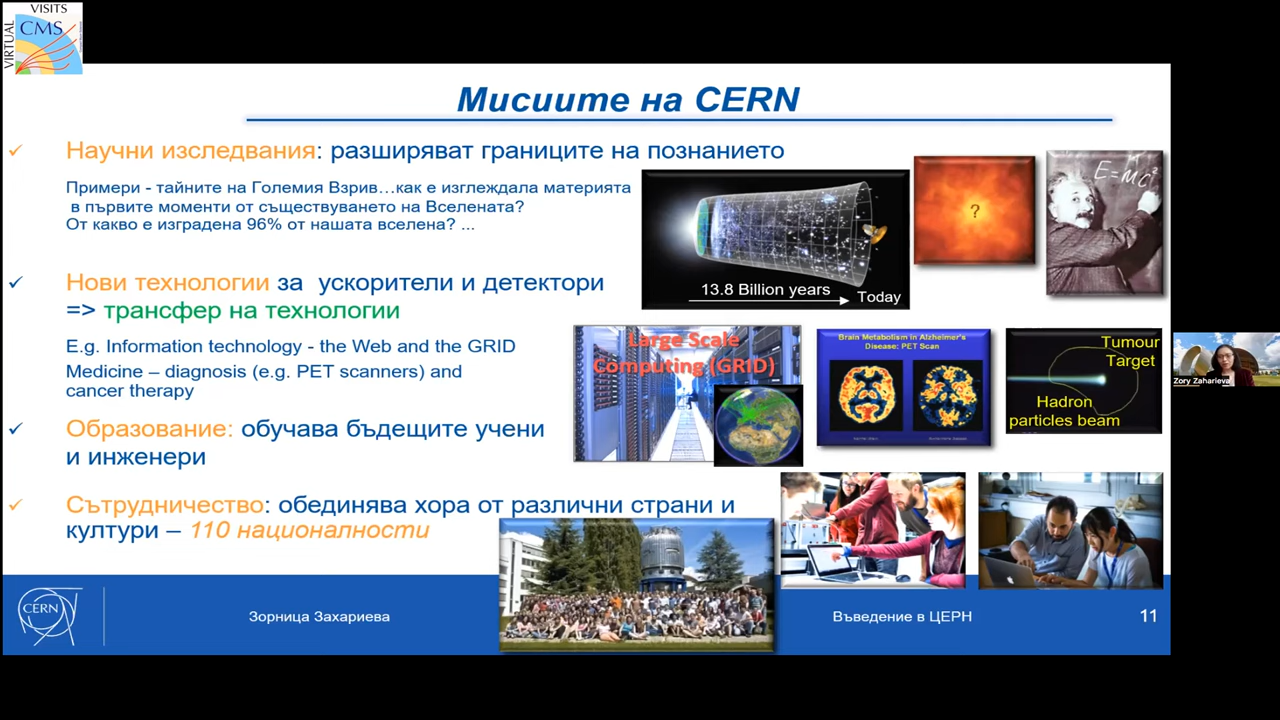 VISITS
CMS
VIRTUAL
Мисиите на CERN
Научни изследвания: разширяват границите на познанието
Примери - тайните на Големия Взрив…как е изглеждала материята
в първите моменти от съществуването на Вселената?
От какво е изградена 96% от нашата вселена? ...
?
E=MC²
13.8 Billion years
Today
Нови технологии за ускорители и детектори
=> трансфер на технологии
E.g. Information technology - the Web and the GRID
Medicine – diagnosis (e.g. PET scanners) and
cancer therapy
Large Scale
Computing (GRID)
Brain Metabolism in Alzheimer's
Disease: PET Scan
Tumour
Target
Hadron
particles beam
Zory Zaharieva
Образование: обучава бъдещите учени
и инженери
Сътрудничество: обединява хора от различни страни и
култури – 110 националности
CERN
Зорница Захариева
Въведение в ЦЕРН
11